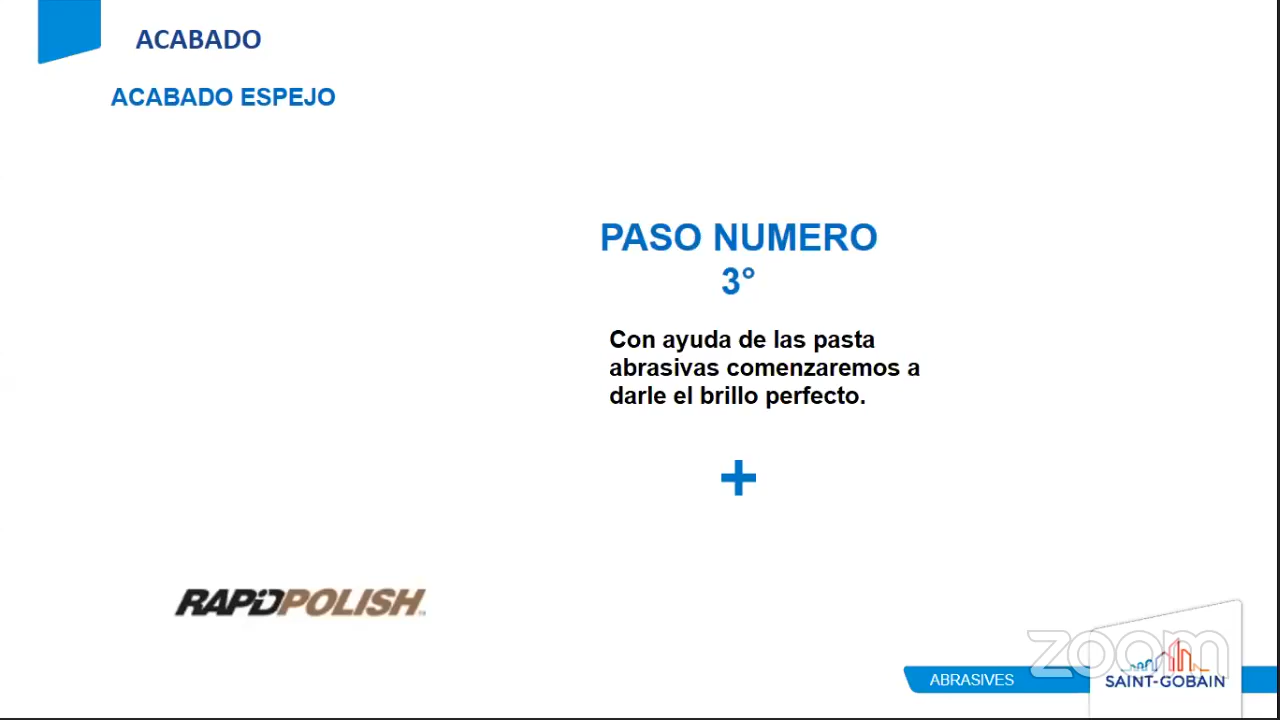 ACABADO
ACABADO ESPEJO
PASO NUMERO
3°
Con ayuda de las pasta
abrasivas comenzaremos a
darle el brillo perfecto.
+
RAPIDPOLISH
zoom
ABRASIVES
SAINT-GOBAIN